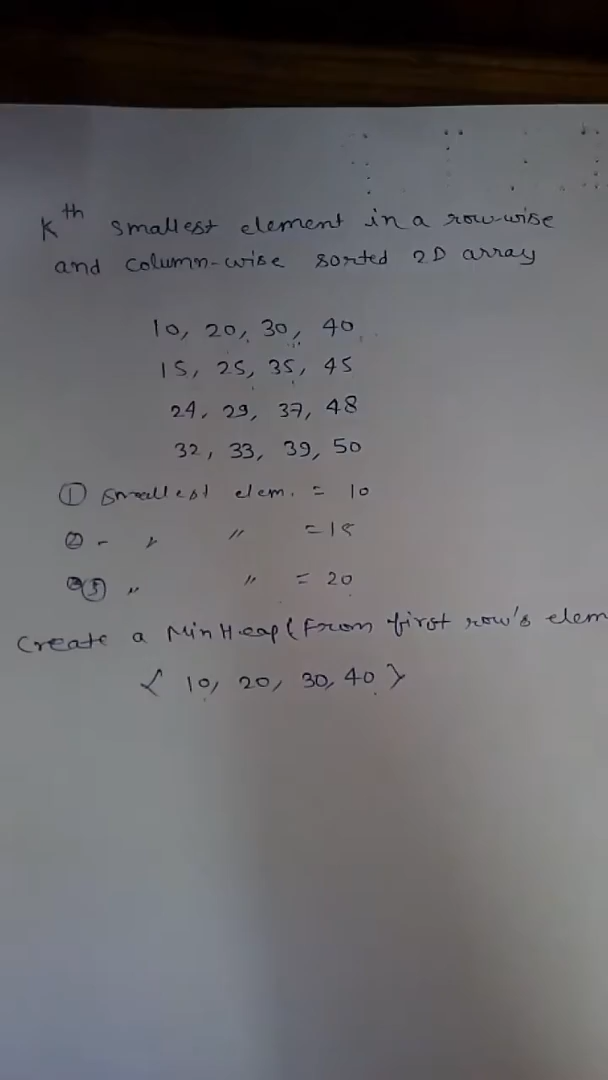 Kth smallest element in a row-wise
and column-wise sorted 2D array
10, 20, 30, 40
15, 25, 35, 45
24, 29, 37, 48
32, 33, 39, 50
① Smallest elem. = 10
② - " " = 15
③ " " = 20
Create a MinHeap (From first row's elem
{ 10, 20, 30, 40 }